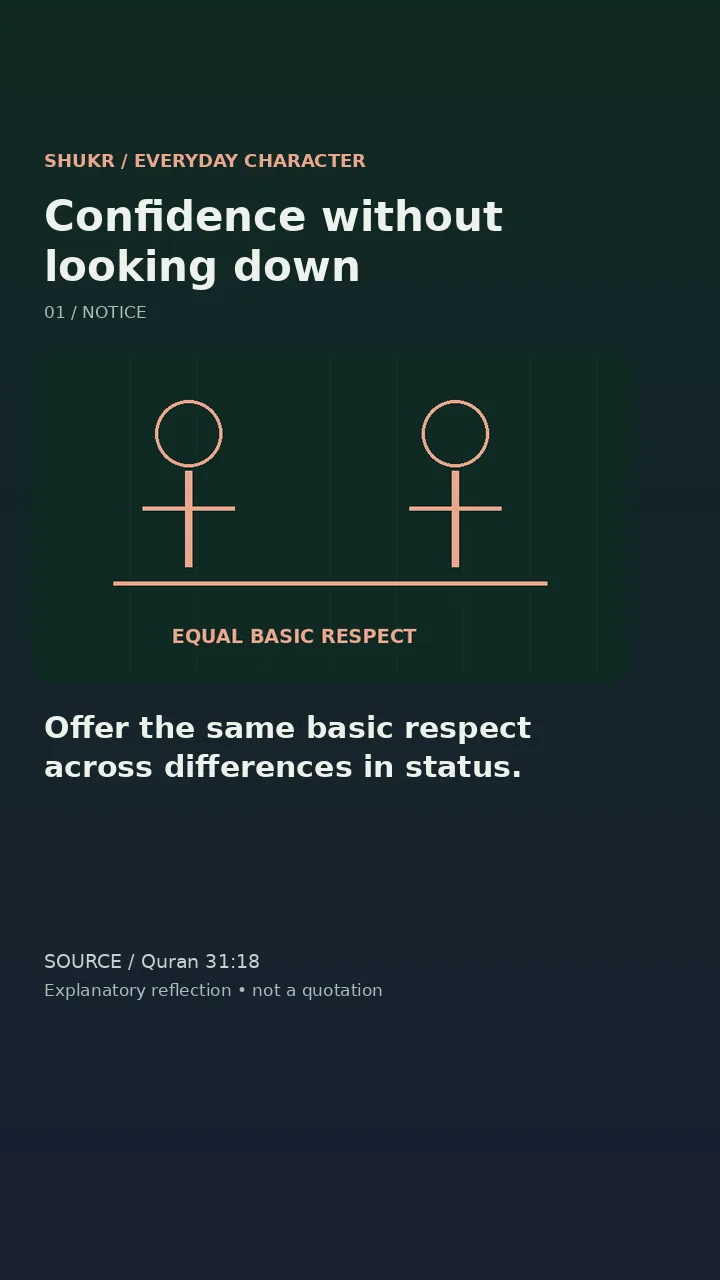 SHUKR / EVERYDAY CHARACTER
Confidence without
looking down
01 / NOTICE
EQUAL BASIC RESPECT
Offer the same basic respect
across differences in status.
SOURCE / Quran 31:18
Explanatory reflection • not a quotation